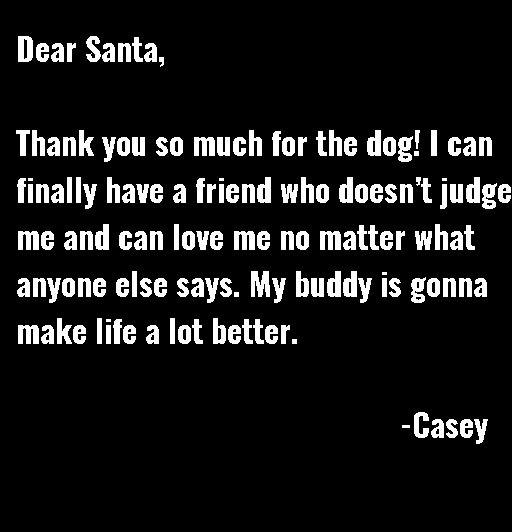 Dear Santa,
Thank you so much for the dog! I can
finally have a friend who doesn't judge
me and can love me no matter what
anyone else says. My buddy is gonna
make life a lot better.
-Casey